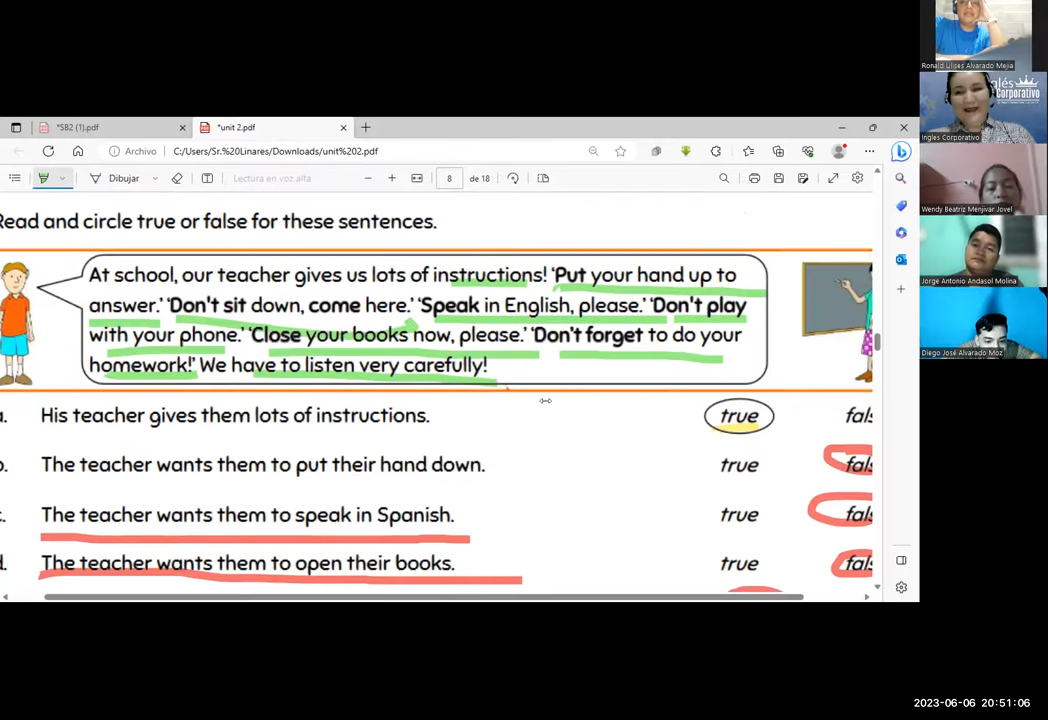 Ronald Ulises Alvarado Mejia
Inglés Corporativo
Ingles Corporativo
Wendy Beatriz Menjivar Jovel
Jorge Antonio Andasol Molina
Diego José Alvarado Moz
*SB2 (1).pdf
*unit 2.pdf
Archivo
C:/Users/Sr.%20Linares/Downloads/unit%202.pdf
Dibujar
Lectura en voz alta
8
de 18
Read and circle true or false for these sentences.
At school, our teacher gives us lots of instructions! 'Put your hand up to
answer.' 'Don't sit down, come here.' 'Speak in English, please.' 'Don't play
with your phone.' 'Close your books now, please.' 'Don't forget to do your
homework!' We have to listen very carefully!
a. His teacher gives them lots of instructions. true fals
The teacher wants them to put their hand down. true fals
c. The teacher wants them to speak in Spanish. true fals
d. The teacher wants them to open their books. true fals
2023-06-06 20:51:06